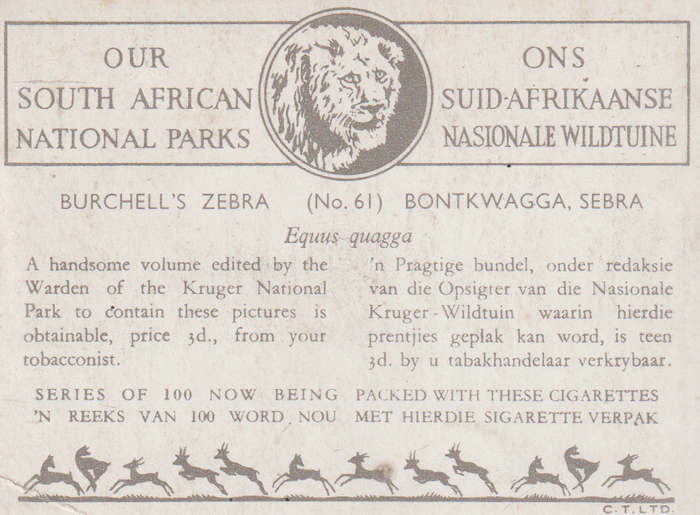 OUR
SOUTH AFRICAN
NATIONAL PARKS
ONS
SUID-AFRIKAANSE
NASIONALE WILDTUINE
BURCHELL'S ZEBRA (No. 61) BONTKWAGGA, SEBRA
Equus quagga
A handsome volume edited by the
Warden of the Kruger National
Park to contain these pictures is
obtainable, price 3d., from your
tobacconist.
'n Pragtige bundel, onder redaksie
van die Opsigter van die Nasionale
Kruger-Wildtuin waarin hierdie
prentjies geplak kan word, is teen
3d. by u tabakhandelaar verkrybaar.
SERIES OF 100 NOW BEING PACKED WITH THESE CIGARETTES
'N REEKS VAN 100 WORD NOU MET HIERDIE SIGARETTE VERPAK
C.T. LTD.